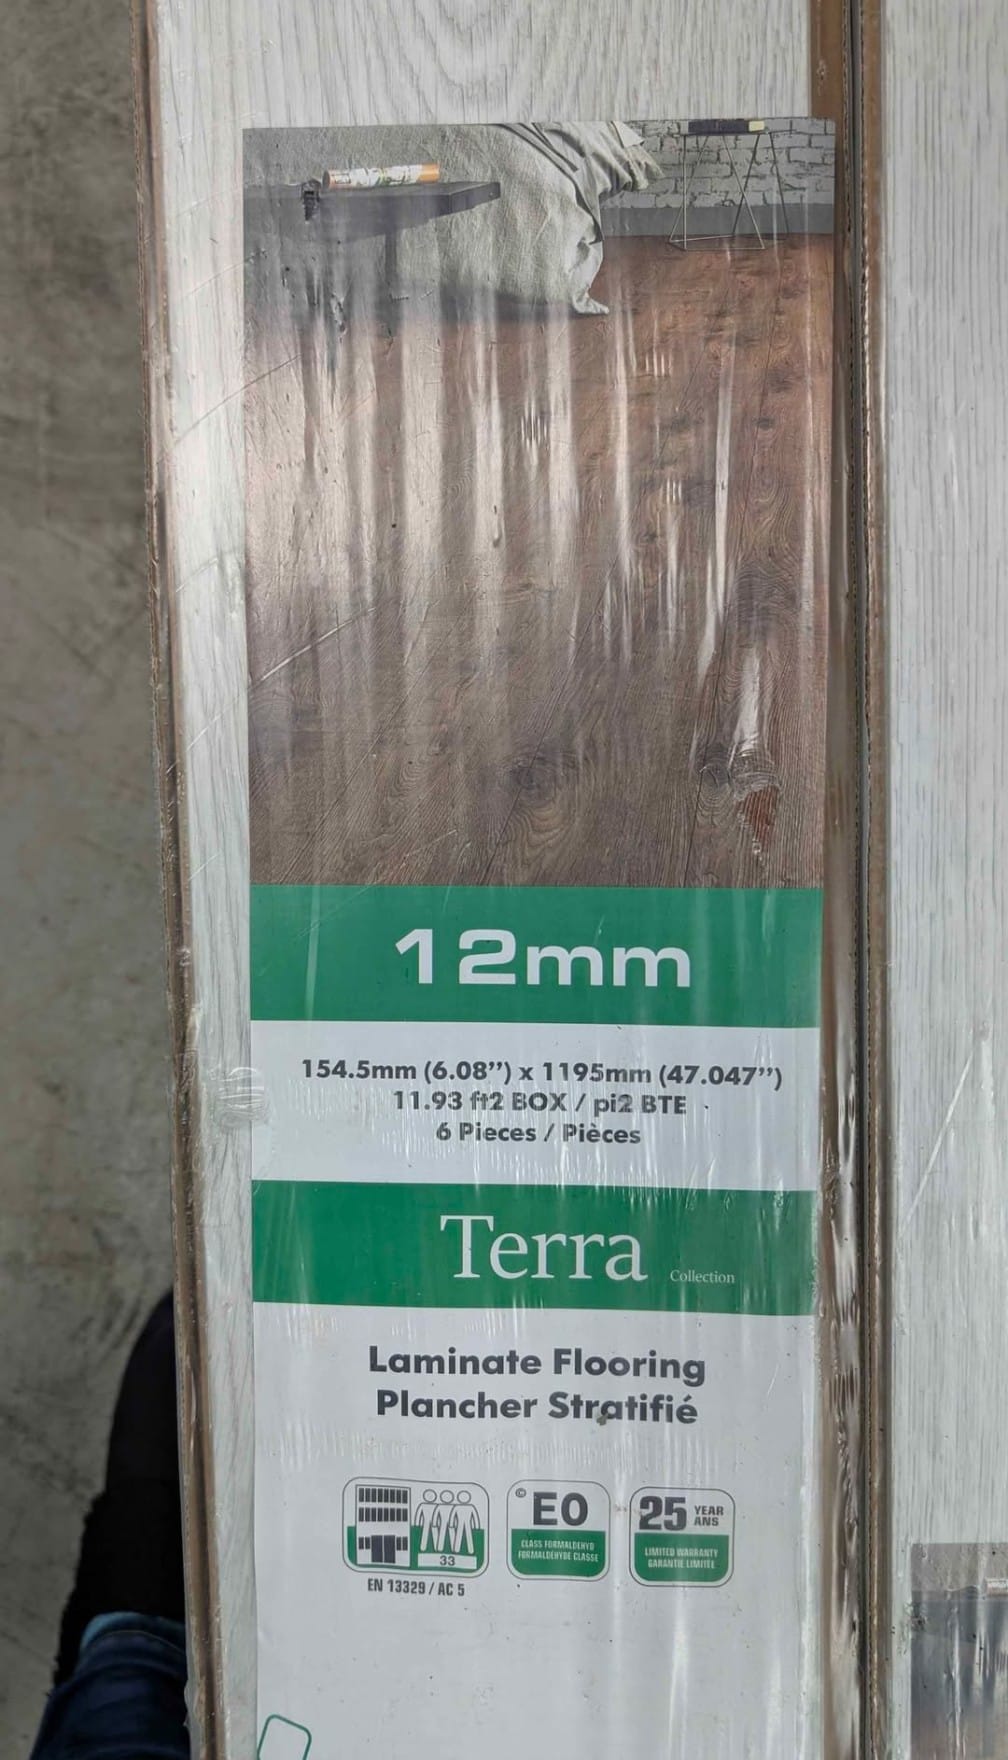 12mm
154.5mm (6.08’’) x 1195mm (47.047’’)
11.93 ft2 BOX / pi2 BTE
6 Pieces / Pièces
Terra Collection
Laminate Flooring
Plancher Stratifié
33
EN 13329 / AC 5
© E0
CLASS FORMALDEHYD
FORMALDEHYDE CLASSE
25 YEAR
ANS
LIMITED WARRANTY
GARANTIE LIMITÉE